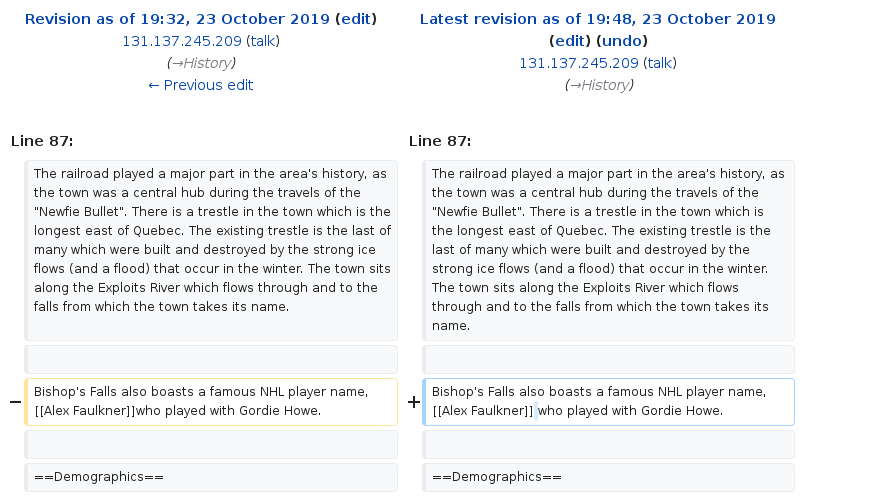 Revision as of 19:32, 23 October 2019 (edit)
131.137.245.209 (talk)
(→History)
← Previous edit
Latest revision as of 19:48, 23 October 2019
(edit) (undo)
131.137.245.209 (talk)
(→History)
Line 87:
Line 87:
The railroad played a major part in the area's history, as
the town was a central hub during the travels of the
"Newfie Bullet". There is a trestle in the town which is the
longest east of Quebec. The existing trestle is the last of
many which were built and destroyed by the strong ice
flows (and a flood) that occur in the winter. The town sits
along the Exploits River which flows through and to the
falls from which the town takes its name.
The railroad played a major part in the area's history, as
the town was a central hub during the travels of the
"Newfie Bullet". There is a trestle in the town which is
the longest east of Quebec. The existing trestle is the
last of many which were built and destroyed by the
strong ice flows (and a flood) that occur in the winter.
The town sits along the Exploits River which flows
through and to the falls from which the town takes its
name.
− Bishop's Falls also boasts a famous NHL player name,
[[Alex Faulkner]]who played with Gordie Howe.
+ Bishop's Falls also boasts a famous NHL player name,
[[Alex Faulkner]] who played with Gordie Howe.
==Demographics==
==Demographics==